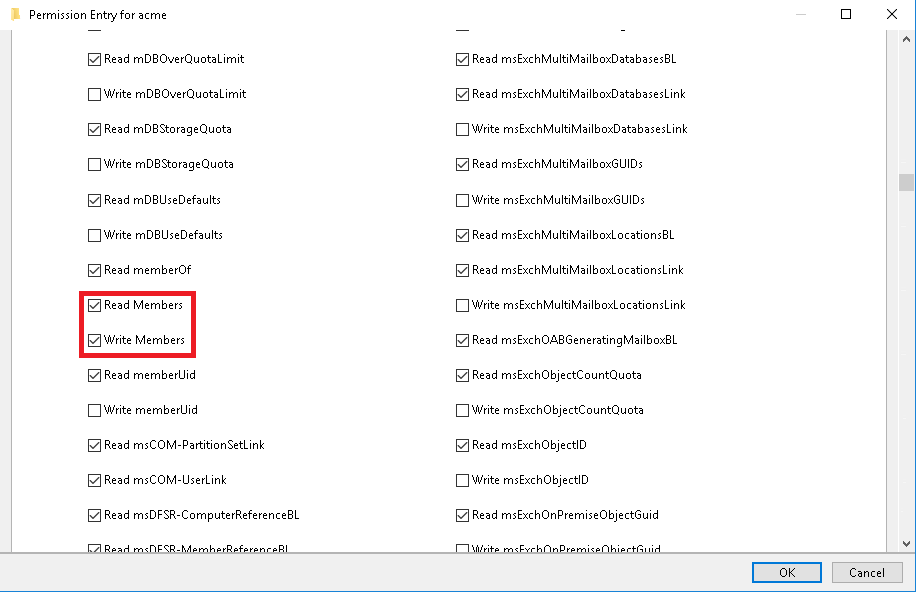 Permission Entry for acme
Read mDBOverQuotaLimit
Write mDBOverQuotaLimit
Read mDBStorageQuota
Write mDBStorageQuota
Read mDBUseDefaults
Write mDBUseDefaults
Read memberOf
Read Members
Write Members
Read memberUid
Write memberUid
Read msCOM-PartitionSetLink
Read msCOM-UserLink
Read msDFSR-ComputerReferenceBL
Read msDFSR-MemberReferenceBL
Read msExchMultiMailboxDatabasesBL
Read msExchMultiMailboxDatabasesLink
Write msExchMultiMailboxDatabasesLink
Read msExchMultiMailboxGUIDs
Write msExchMultiMailboxGUIDs
Read msExchMultiMailboxLocationsBL
Read msExchMultiMailboxLocationsLink
Write msExchMultiMailboxLocationsLink
Read msExchOABGeneratingMailboxBL
Read msExchObjectCountQuota
Write msExchObjectCountQuota
Read msExchObjectID
Write msExchObjectID
Read msExchOnPremiseObjectGuid
Write msExchOnPremiseObjectGuid
OK
Cancel